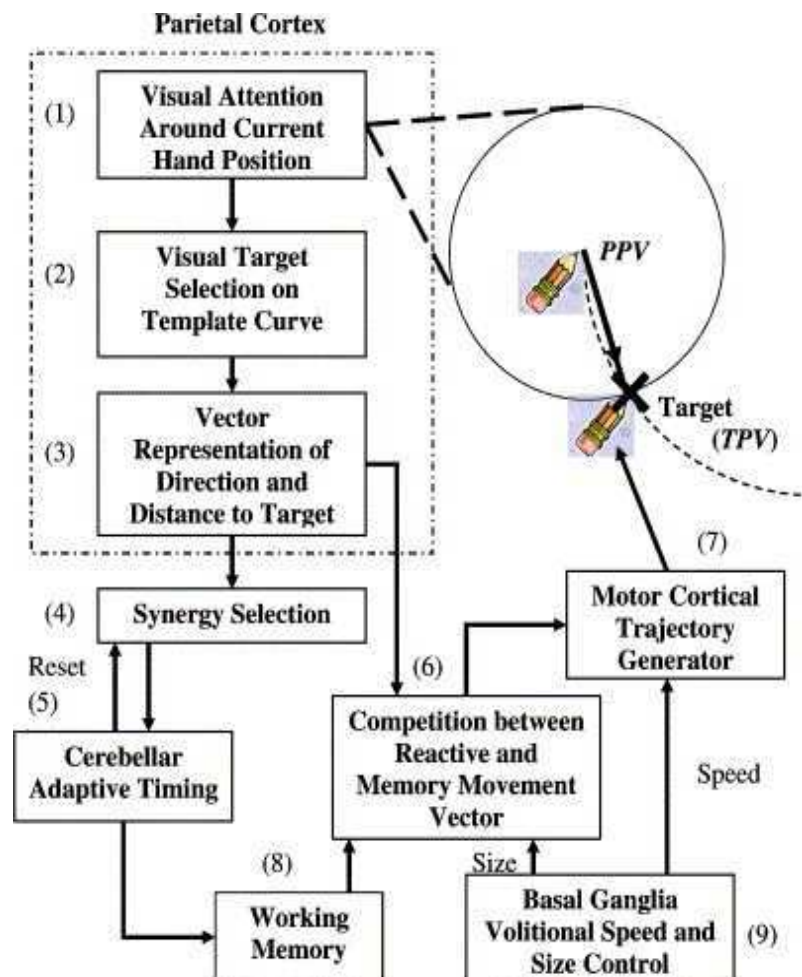 Parietal Cortex
(1)
Visual Attention
Around Current
Hand Position
(2)
Visual Target
Selection on
Template Curve
(3)
Vector
Representation of
Direction and
Distance to Target
PPV
Target
(TPV)
(4)
Synergy Selection
Reset
(5)
Cerebellar
Adaptive Timing
(6)
Competition between
Reactive and
Memory Movement
Vector
(7)
Motor Cortical
Trajectory
Generator
Speed
Size
(8)
Working
Memory
Basal Ganglia
Volitional Speed and
Size Control
(9)